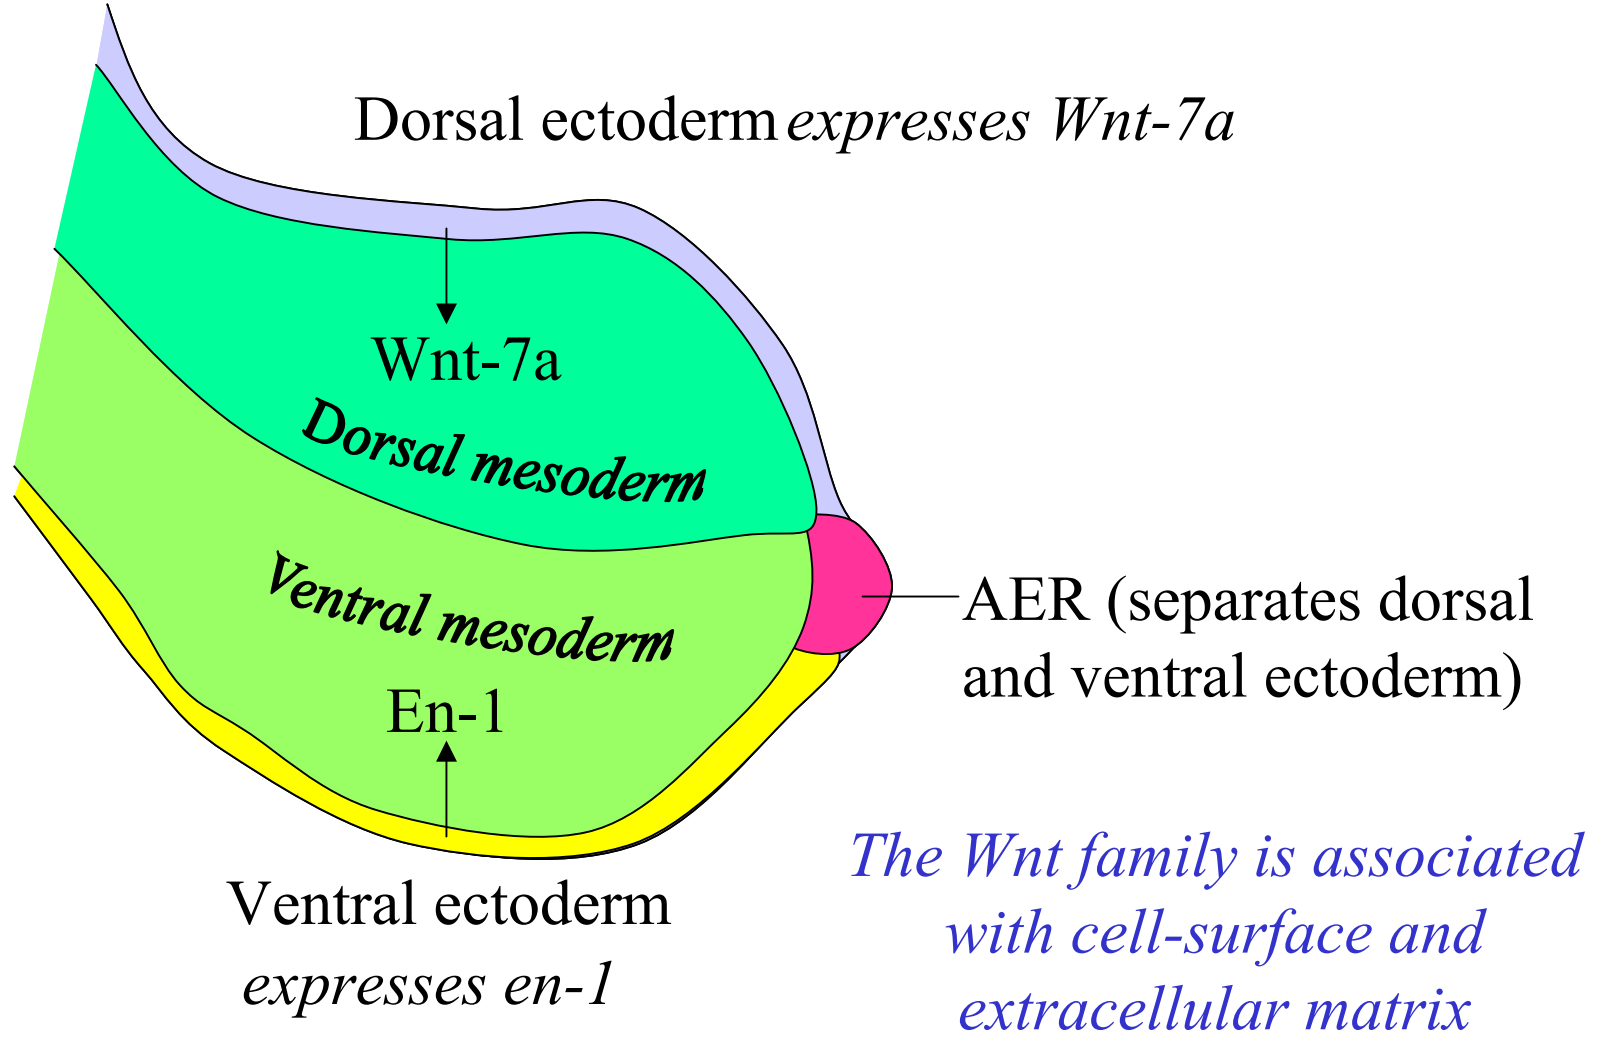 Dorsal ectoderm expresses Wnt-7a
Wnt-7a
Dorsal mesoderm
Ventral mesoderm
En-1
AER (separates dorsal
and ventral ectoderm)
Ventral ectoderm
expresses en-1
The Wnt family is associated
with cell-surface and
extracellular matrix